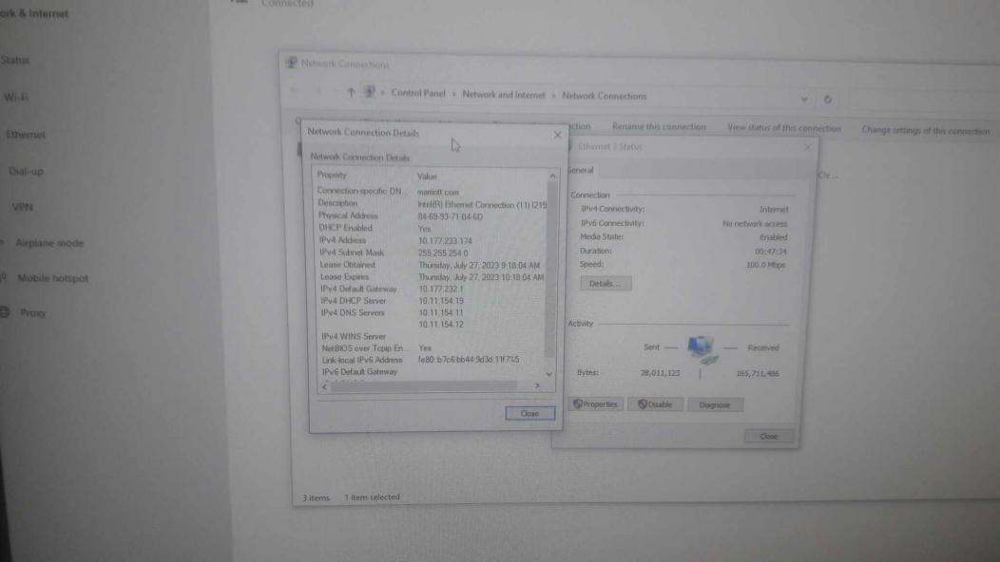 ork & Internet
Status
Wi-Fi
Ethernet
Dial-up
VPN
Airplane mode
Mobile hotspot
Proxy
Connected
Network Connections
Control Panel > Network and Internet > Network Connections
ction Rename this connection View status of this connection Change settings of this connection
Network Connection Details
Network Connection Details
Property Value
Connection-specific DN... marriott.com
Description Intel(R) Ethernet Connection (11) I219
Physical Address 84-69-93-71-B4-6D
DHCP Enabled Yes
IPv4 Address 10.177.233.174
IPv4 Subnet Mask 255.255.254.0
Lease Obtained Thursday, July 27, 2023 9:18:04 AM
Lease Expires Thursday, July 27, 2023 10:18:04 AM
IPv4 Default Gateway 10.177.232.1
IPv4 DHCP Server 10.11.154.19
IPv4 DNS Servers 10.11.154.11
10.11.154.12
IPv4 WINS Server
NetBIOS over Tcpip En... Yes
Link-local IPv6 Address fe80::b7c6:bb44:9d3d:11f7%5
IPv6 Default Gateway
Close
Ethernet 3 Status
General
Connection
IPv4 Connectivity: Internet
IPv6 Connectivity: No network access
Media State: Enabled
Duration: 00:47:34
Speed: 100.0 Mbps
Details...
Activity
Sent Received
Bytes: 28,011,123 165,711,486
Properties Disable Diagnose
Close
3 items 1 item selected